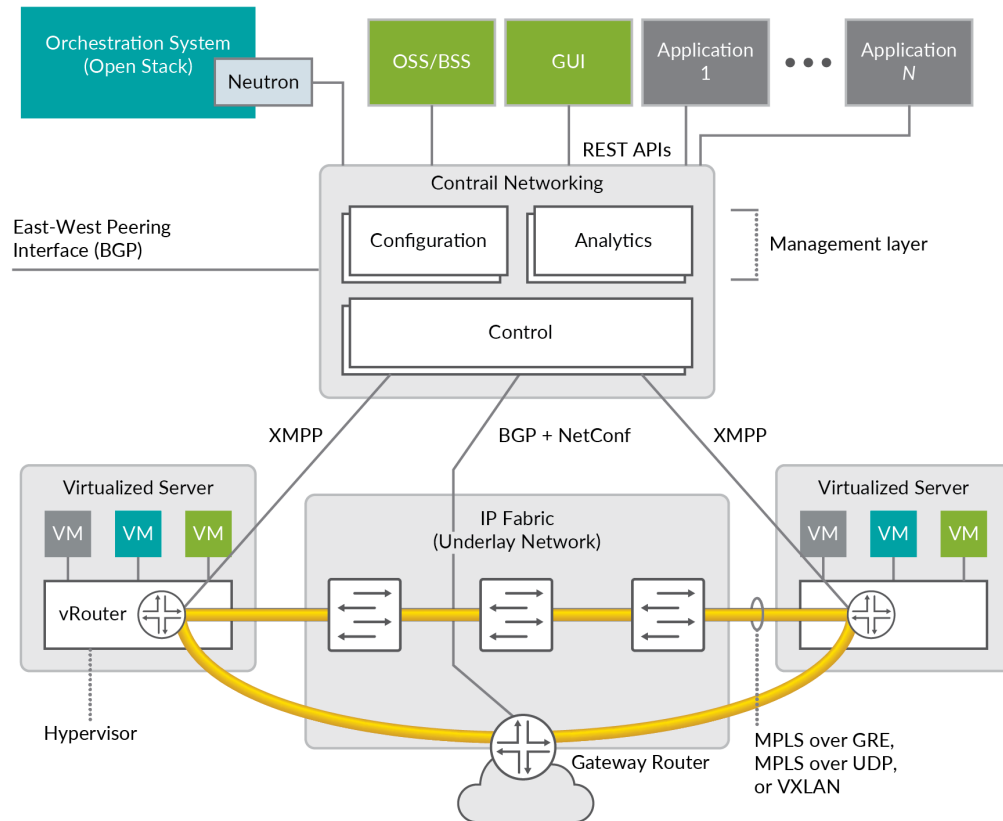 Orchestration System
(Open Stack)
Neutron
OSS/BSS
GUI
Application
1
Application
N
REST APIs
Contrail Networking
East-West Peering
Interface (BGP)
Configuration
Analytics
Management layer
Control
XMPP
BGP + NetConf
XMPP
Virtualized Server
VM
VM
VM
vRouter
Hypervisor
IP Fabric
(Underlay Network)
Virtualized Server
VM
VM
VM
Gateway Router
MPLS over GRE,
MPLS over UDP,
or VXLAN